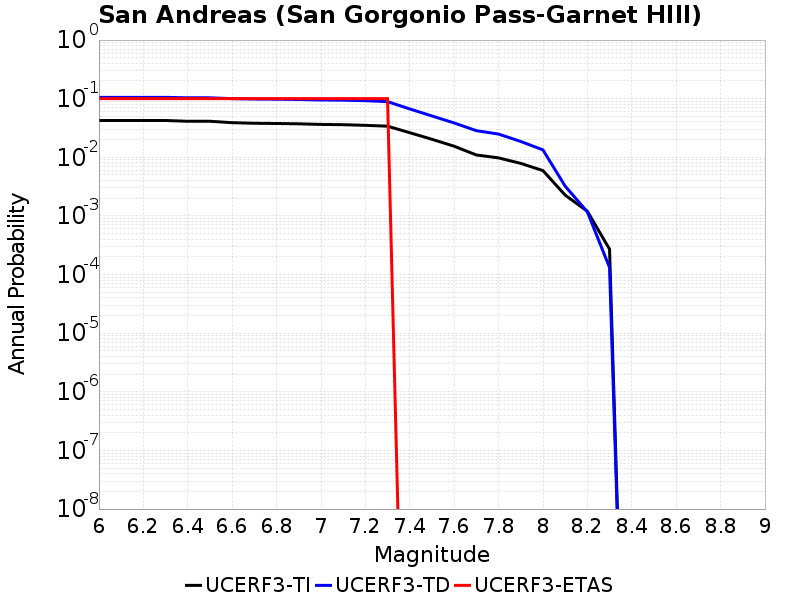 San Andreas (San Gorgonio Pass-Garnet HIll)
10^0
10^-1
10^-2
10^-3
10^-4
10^-5
10^-6
10^-7
10^-8
Annual Probability
6 6.2 6.4 6.6 6.8 7 7.2 7.4 7.6 7.8 8 8.2 8.4 8.6 8.8 9
Magnitude
UCERF3-TI UCERF3-TD UCERF3-ETAS